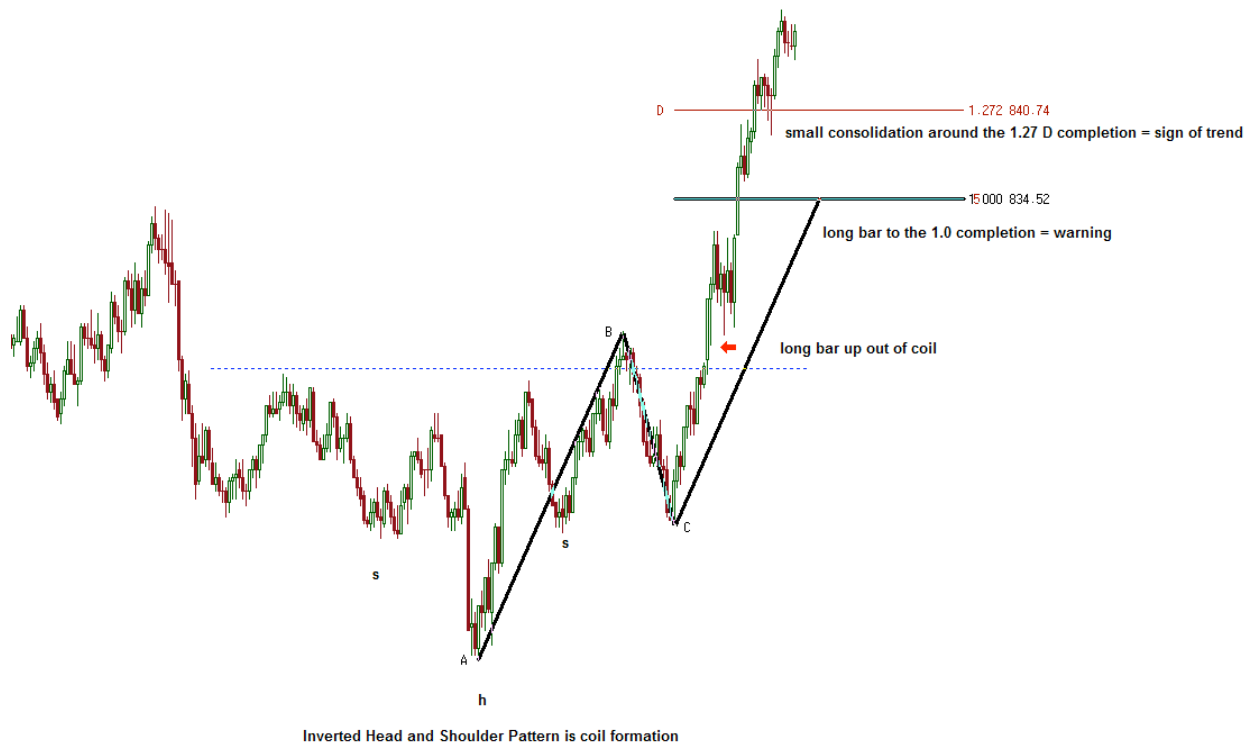 D 1.272 840.74
small consolidation around the 1.27 D completion = sign of trend
000 834.52
long bar to the 1.0 completion = warning
B
long bar up out of coil
C
s
s
A
h
Inverted Head and Shoulder Pattern is coil formation